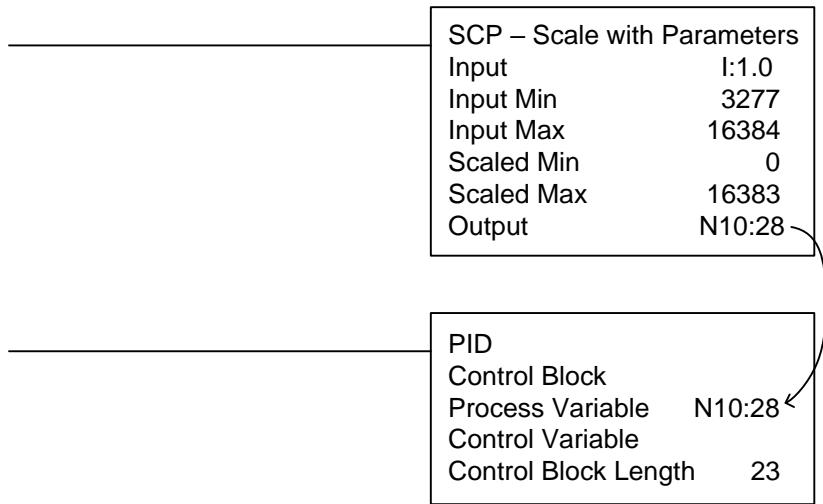 SCP – Scale with Parameters
Input I:1.0
Input Min 3277
Input Max 16384
Scaled Min 0
Scaled Max 16383
Output N10:28
PID
Control Block
Process Variable N10:28
Control Variable
Control Block Length 23